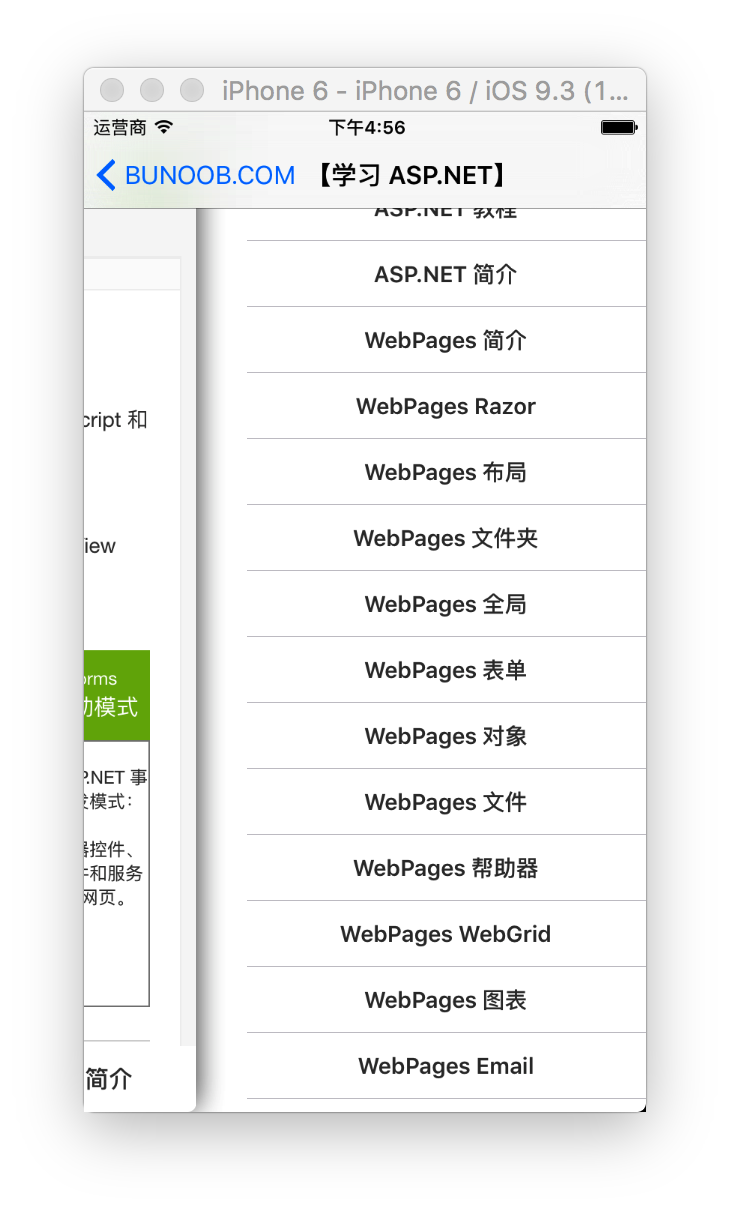 iPhone 6 - iPhone 6 / iOS 9.3 (1...
运营商 下午4:56
BUNOOB.COM 【学习 ASP.NET】
ASP.NET 教程
ASP.NET 简介
WebPages 简介
WebPages Razor
cript 和
WebPages 布局
WebPages 文件夹
iew
WebPages 全局
WebPages 表单
orms
动模式
WebPages 对象
P.NET 事
发模式：
WebPages 文件
器控件、
件和服务
网页。
WebPages 帮助器
WebPages WebGrid
WebPages 图表
WebPages Email
简介